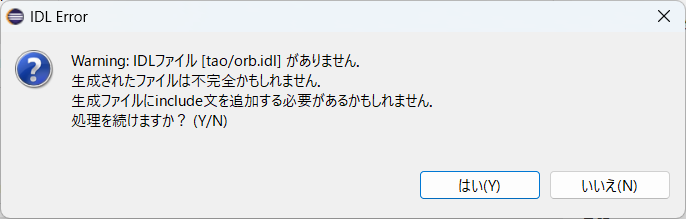 IDL Error
Warning: IDLファイル [tao/orb.idl] がありません.
生成されたファイルは不完全かもしれません.
生成ファイルにinclude文を追加する必要があるかもしれません.
処理を続けますか？ (Y/N)
はい(Y)
いいえ(N)